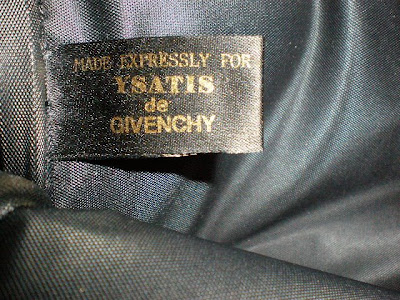 MADE EXPRESSLY FOR
YSATIS
de
GIVENCHY